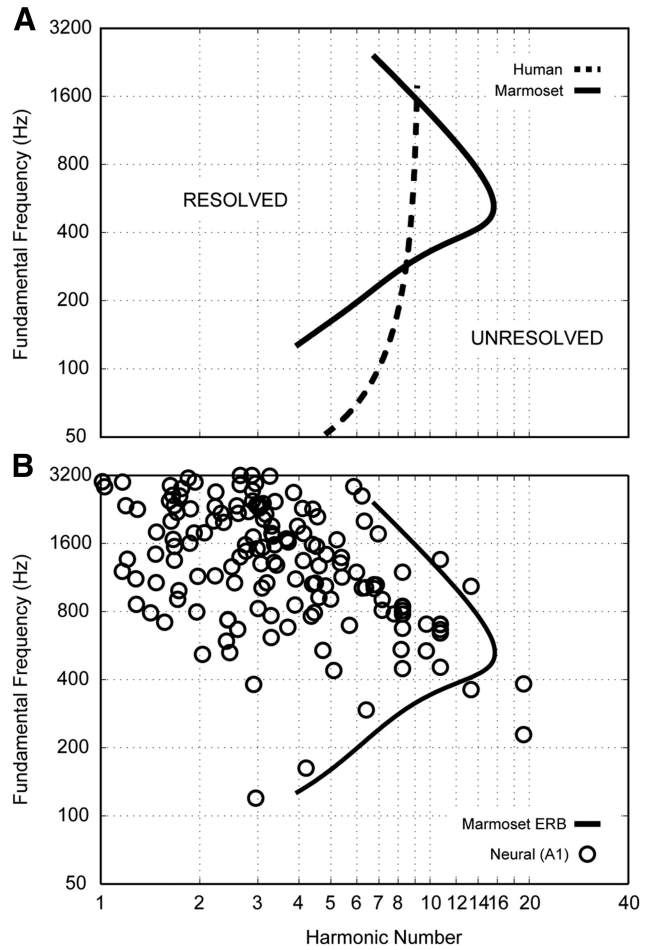 A
3200
1600
800
400
200
100
50
Fundamental Frequency (Hz)
Human
Marmoset
RESOLVED
UNRESOLVED
B
3200
1600
800
400
200
100
50
Fundamental Frequency (Hz)
Marmoset ERB
Neural (A1)
1 2 3 4 5 6 7 8 10 12 14 16 20 40
Harmonic Number